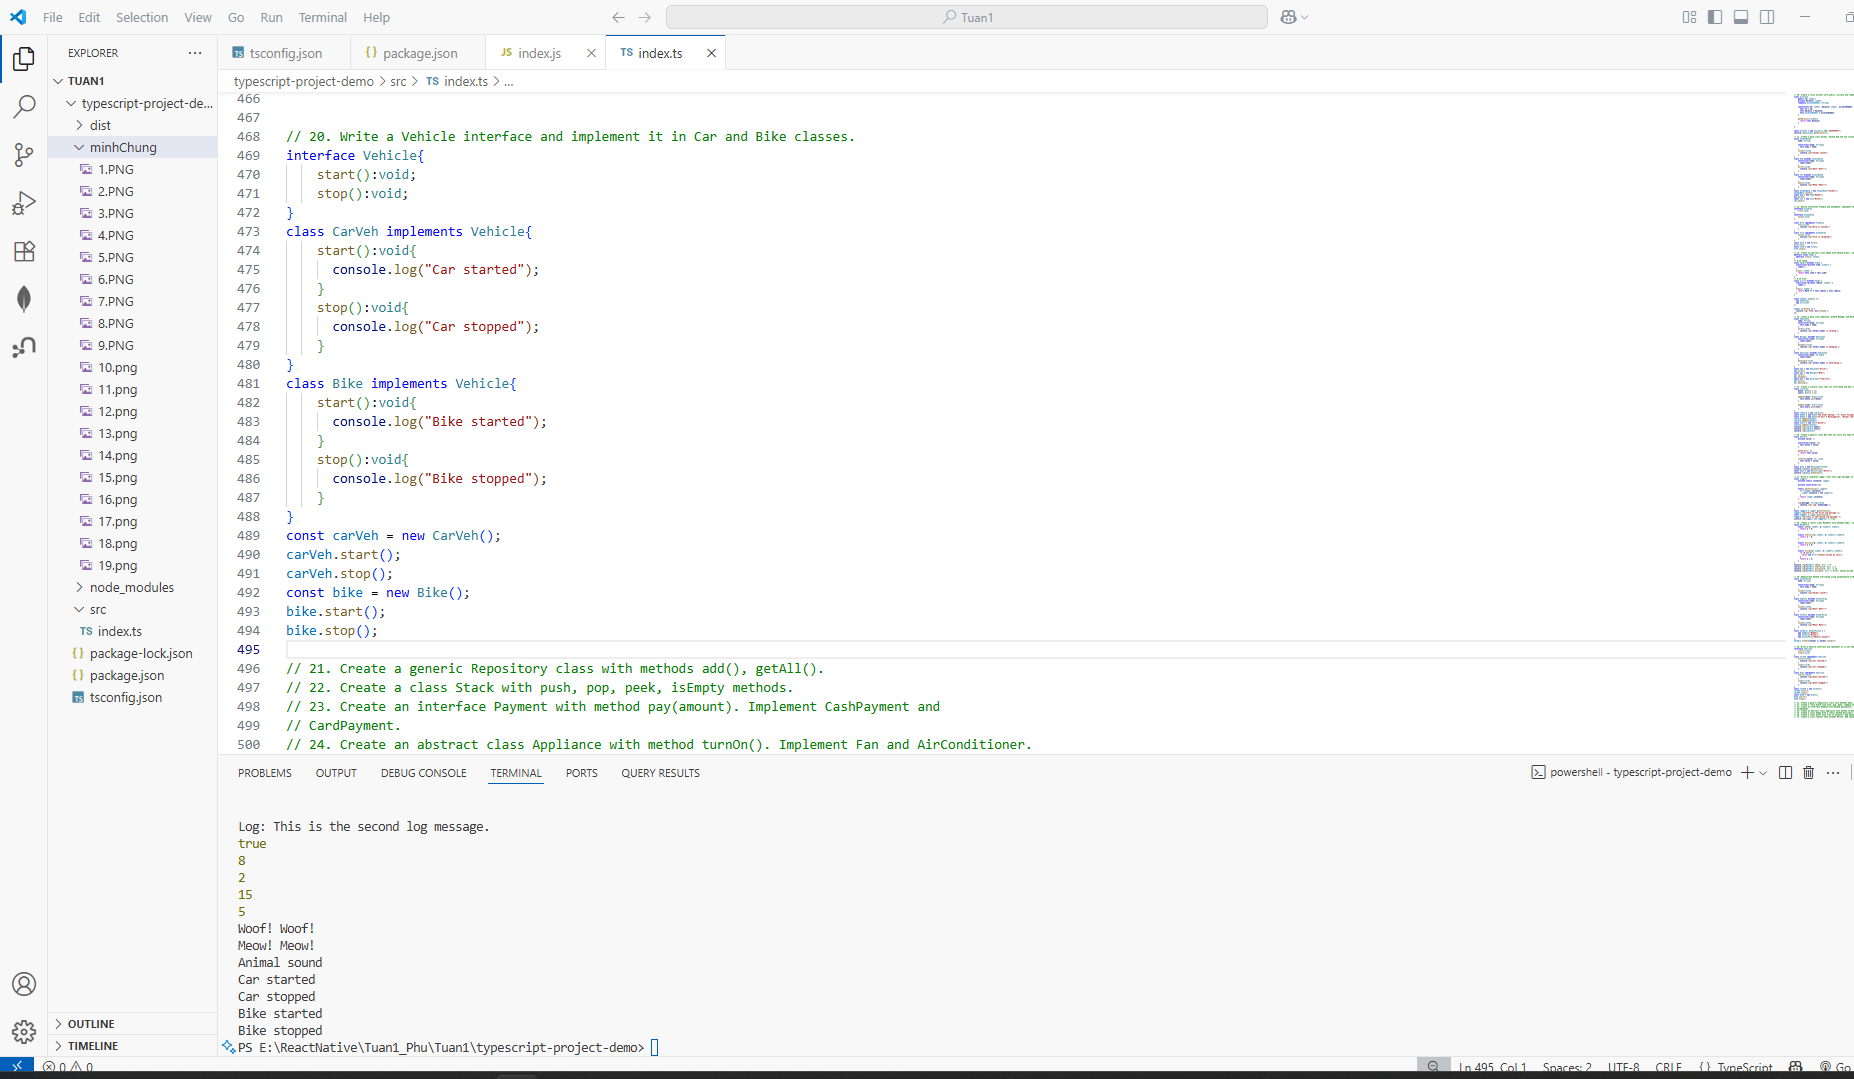 File Edit Selection View Go Run Terminal Help
Tuan1
EXPLORER
TUAN1
typescript-project-de...
dist
minhChung
1.PNG
2.PNG
3.PNG
4.PNG
5.PNG
6.PNG
7.PNG
8.PNG
9.PNG
10.png
11.png
12.png
13.png
14.png
15.png
16.png
17.png
18.png
19.png
node_modules
src
TS index.ts
{} package-lock.json
{} package.json
TS tsconfig.json
OUTLINE
TIMELINE
TS tsconfig.json {} package.json JS index.js TS index.ts
typescript-project-demo > src > TS index.ts > ...
466
467
468 // 20. Write a Vehicle interface and implement it in Car and Bike classes.
469 interface Vehicle{
470 start():void;
471 stop():void;
472 }
473 class CarVeh implements Vehicle{
474 start():void{
475 console.log("Car started");
476 }
477 stop():void{
478 console.log("Car stopped");
479 }
480 }
481 class Bike implements Vehicle{
482 start():void{
483 console.log("Bike started");
484 }
485 stop():void{
486 console.log("Bike stopped");
487 }
488 }
489 const carVeh = new CarVeh();
490 carVeh.start();
491 carVeh.stop();
492 const bike = new Bike();
493 bike.start();
494 bike.stop();
495
496 // 21. Create a generic Repository class with methods add(), getAll().
497 // 22. Create a class Stack with push, pop, peek, isEmpty methods.
498 // 23. Create an interface Payment with method pay(amount). Implement CashPayment and
499 // CardPayment.
500 // 24. Create an abstract class Appliance with method turnOn(). Implement Fan and AirConditioner.
PROBLEMS OUTPUT DEBUG CONSOLE TERMINAL PORTS QUERY RESULTS
powershell - typescript-project-demo
Log: This is the second log message.
true
8
2
15
5
Woof! Woof!
Meow! Meow!
Animal sound
Car started
Car stopped
Bike started
Bike stopped
PS E:\ReactNative\Tuan1_Phu\Tuan1\typescript-project-demo>
0 0
Ln 495, Col 1 Spaces: 2 UTF-8 CRLF {} TypeScript Go